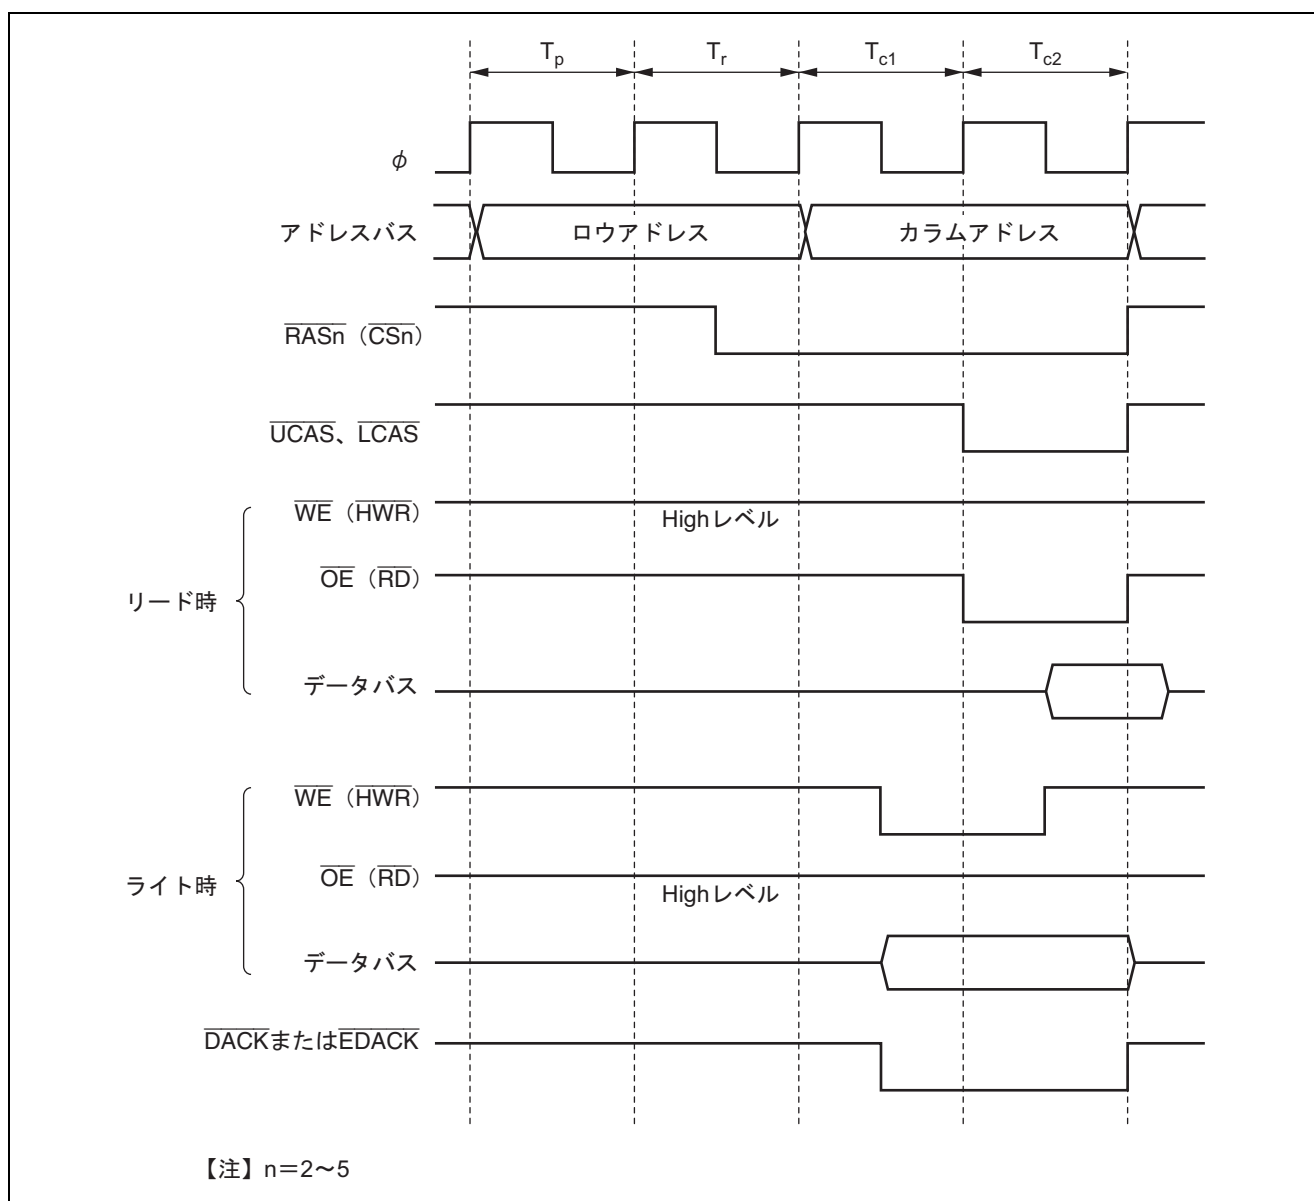 Tp Tr Tc1 Tc2
φ
アドレスバス ロウアドレス カラムアドレス
RASn（CSn）
UCAS、LCAS
WE（HWR） Highレベル
リード時 OE（RD）
データバス
WE（HWR）
ライト時 OE（RD） Highレベル
データバス
DACKまたはEDACK
【注】n＝2～5